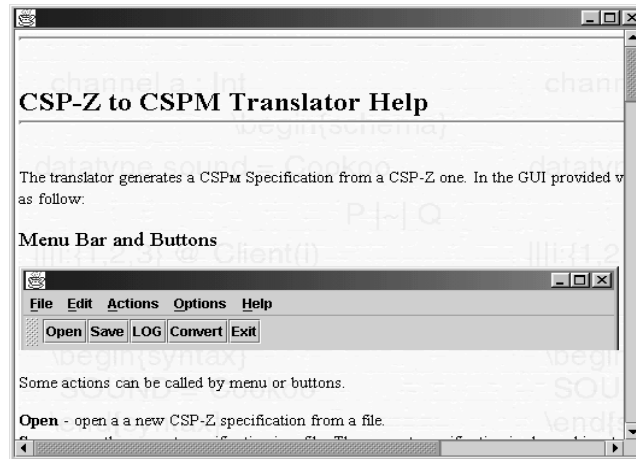 channel a : Int
CSP-Z to CSPM Translator Help
\begin{schema}
datatype sound = Cookoo
The translator generates a CSPM Specification from a CSP-Z one. In the GUI provided
as follow:
P |~| Q
Menu Bar and Buttons
|||i:{1,2,3} @ Client(i)
|||i:{1,2
File Edit Actions Options Help
Open Save LOG Convert Exit
\begin{syntax}
Some actions can be called by menu or buttons.
SOUND = Cookoo
SOU
Open - open a a new CSP-Z specification from a file.
\end{syntax}